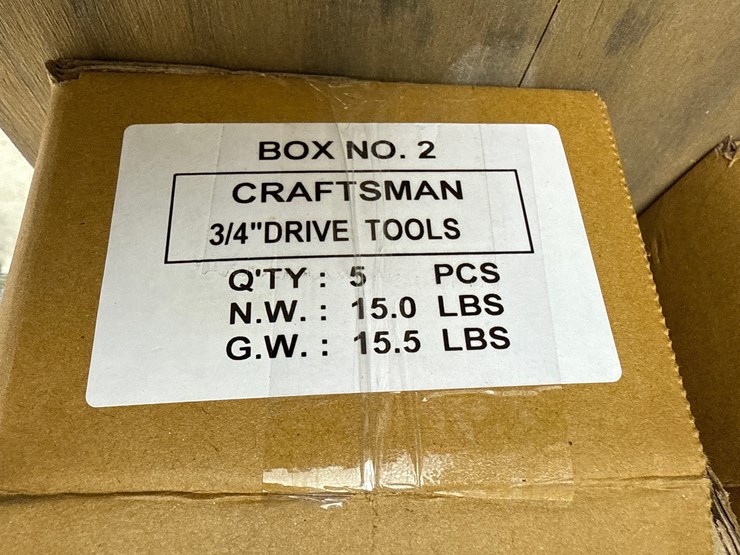 BOX NO. 2
CRAFTSMAN
3/4"DRIVE TOOLS
Q'TY : 5 PCS
N.W. : 15.0 LBS
G.W. : 15.5 LBS